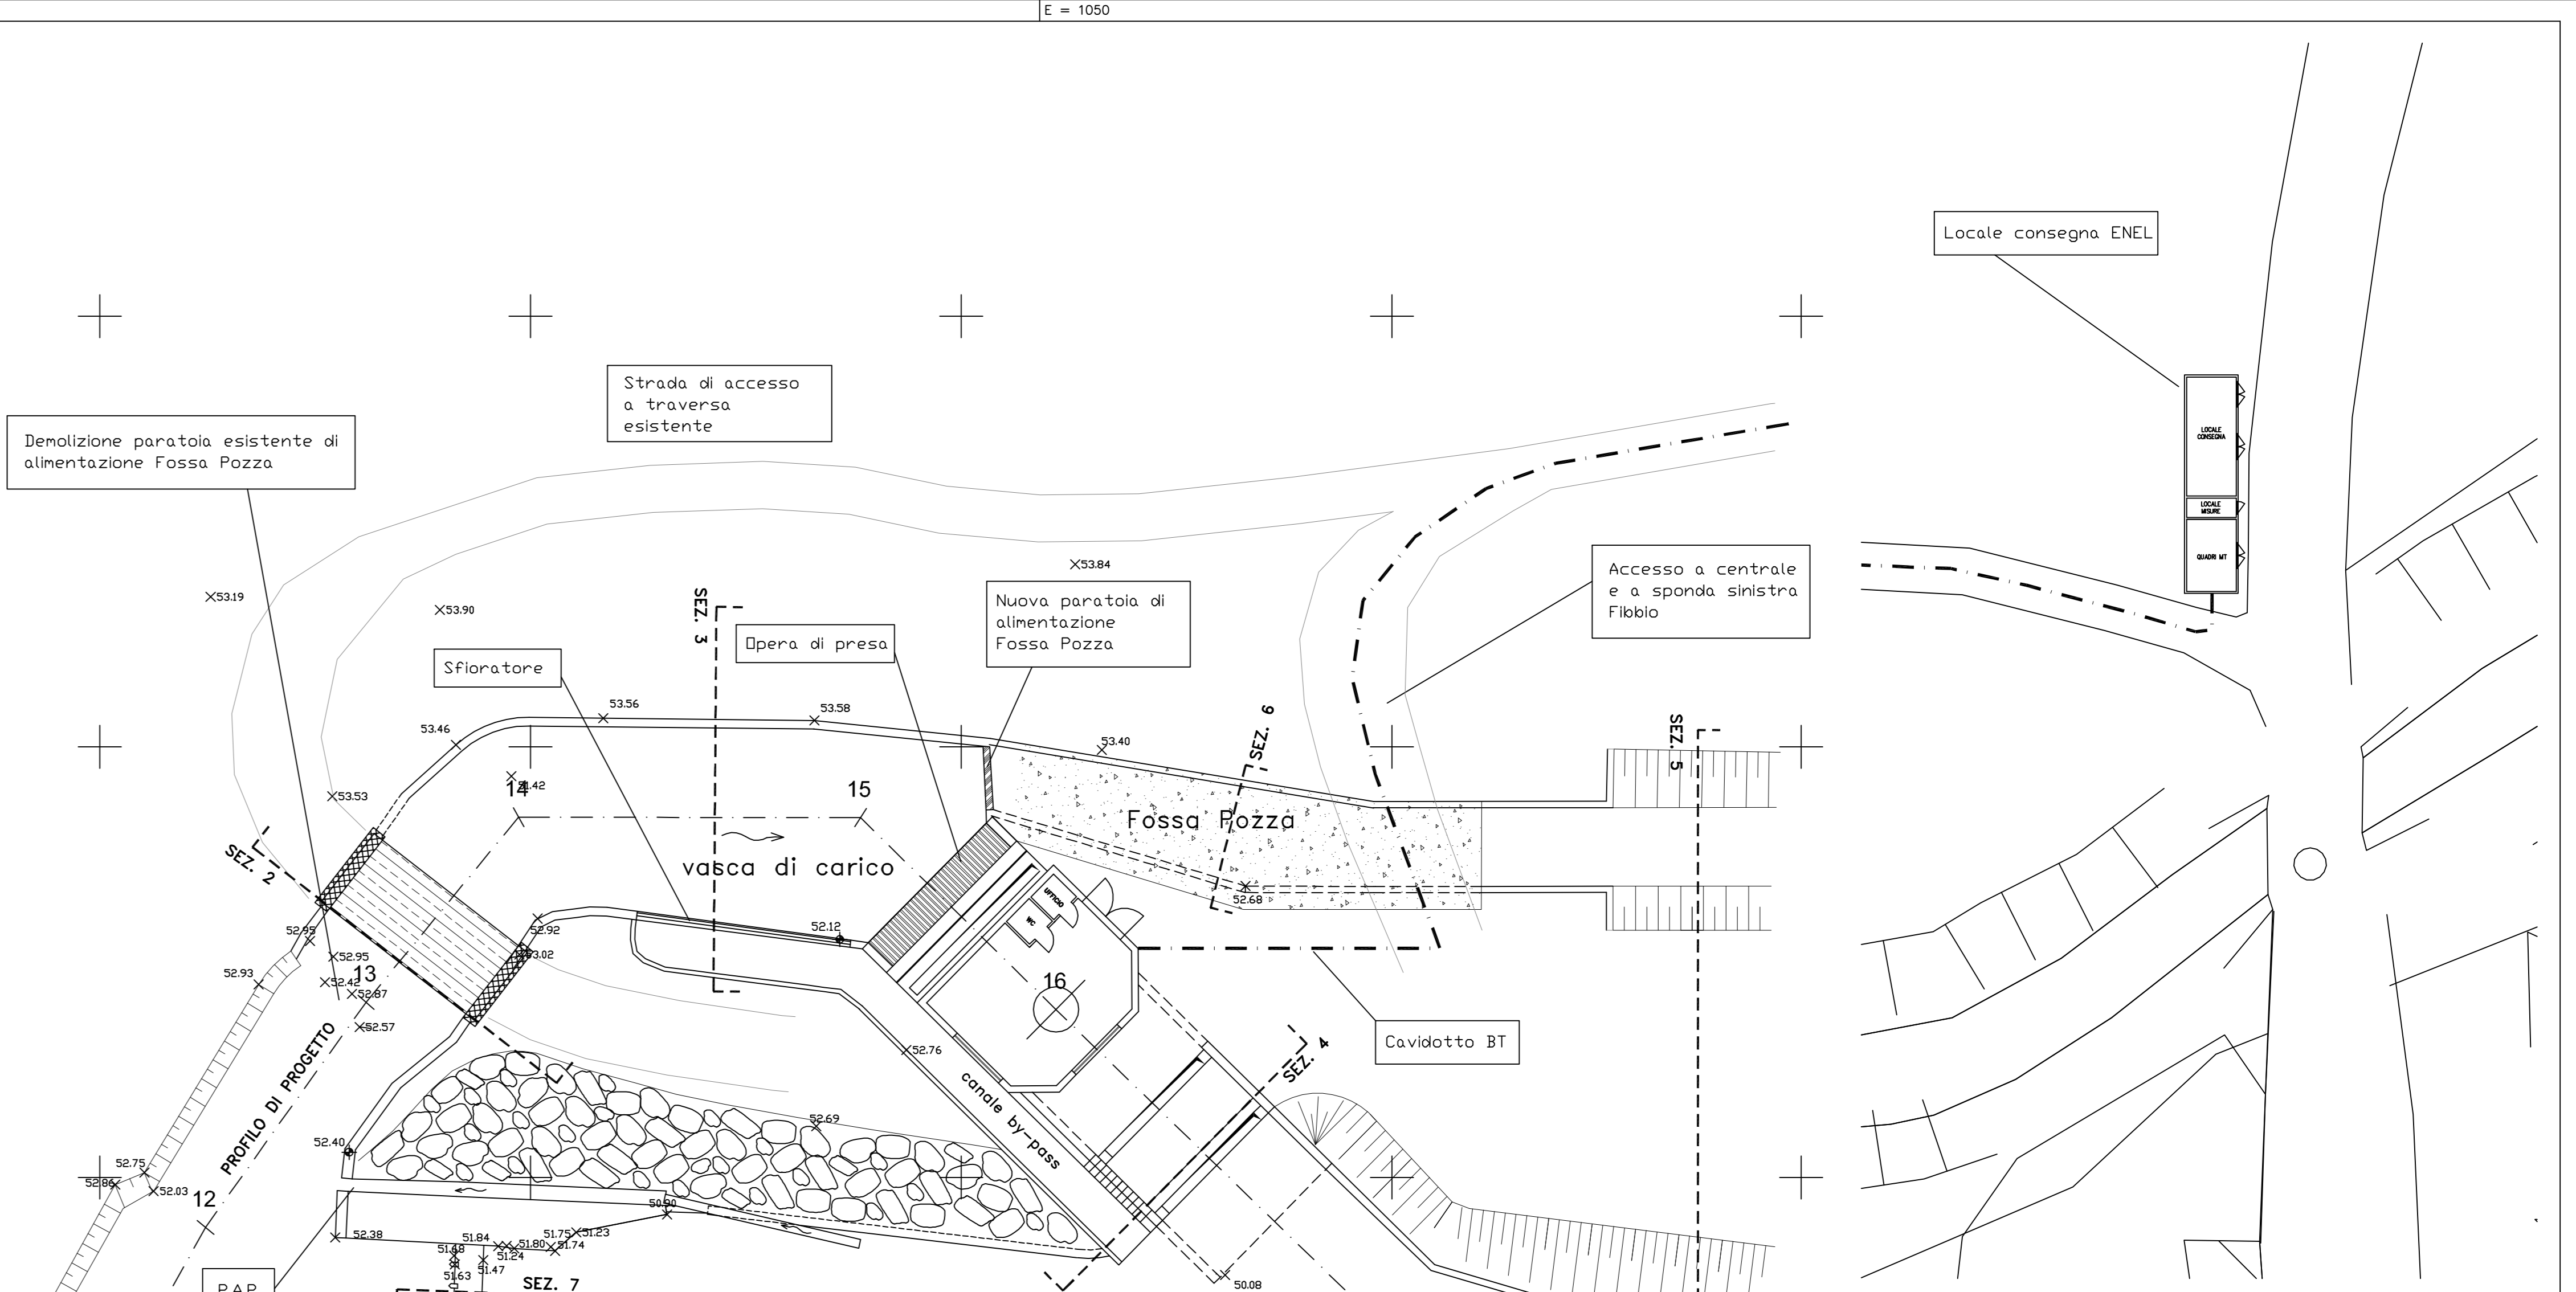 E = 1050
Locale consegna ENEL
Strada di accesso
a traversa
esistente
Demolizione paratoia esistente di
alimentazione Fossa Pozza
LOCALE
CONSEGNA
LOCALE
MISURE
QUADRI MT
Accesso a centrale
e a sponda sinistra
Fibbio
Nuova paratoia di
alimentazione
Fossa Pozza
Opera di presa
Sfioratore
SEZ. 3
53.84
53.19
53.90
53.56
53.58
53.46
53.40
SEZ. 9
SEZ. 5
53.53
14
15
Fossa Pozza
vasca di carico
SEZ. 2
UFFICIO
WC
52.68
52.12
52.92
52.95
53.02
52.95
52.93
52.42
13
52.87
52.57
16
Cavidotto BT
SEZ. 4
52.76
canale by-pass
PROFILO DI PROGETTO
52.69
52.40
52.75
52.86
52.03
12
50.90
52.38
51.84
51.75
51.23
51.80
51.74
51.24
51.47
51.63
SEZ. 7
50.08
P.A.P.